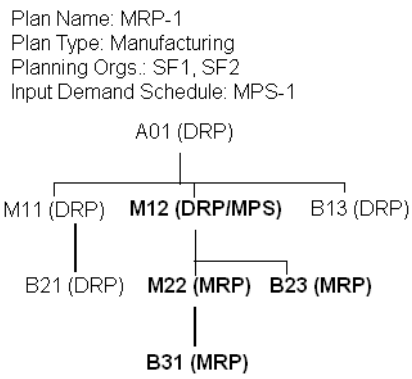 Plan Name: MRP-1
Plan Type: Manufacturing
Planning Orgs.: SF1, SF2
Input Demand Schedule: MPS-1
A01 (DRP)
M11 (DRP) M12 (DRP/MPS) B13 (DRP)
B21 (DRP) M22 (MRP) B23 (MRP)
B31 (MRP)